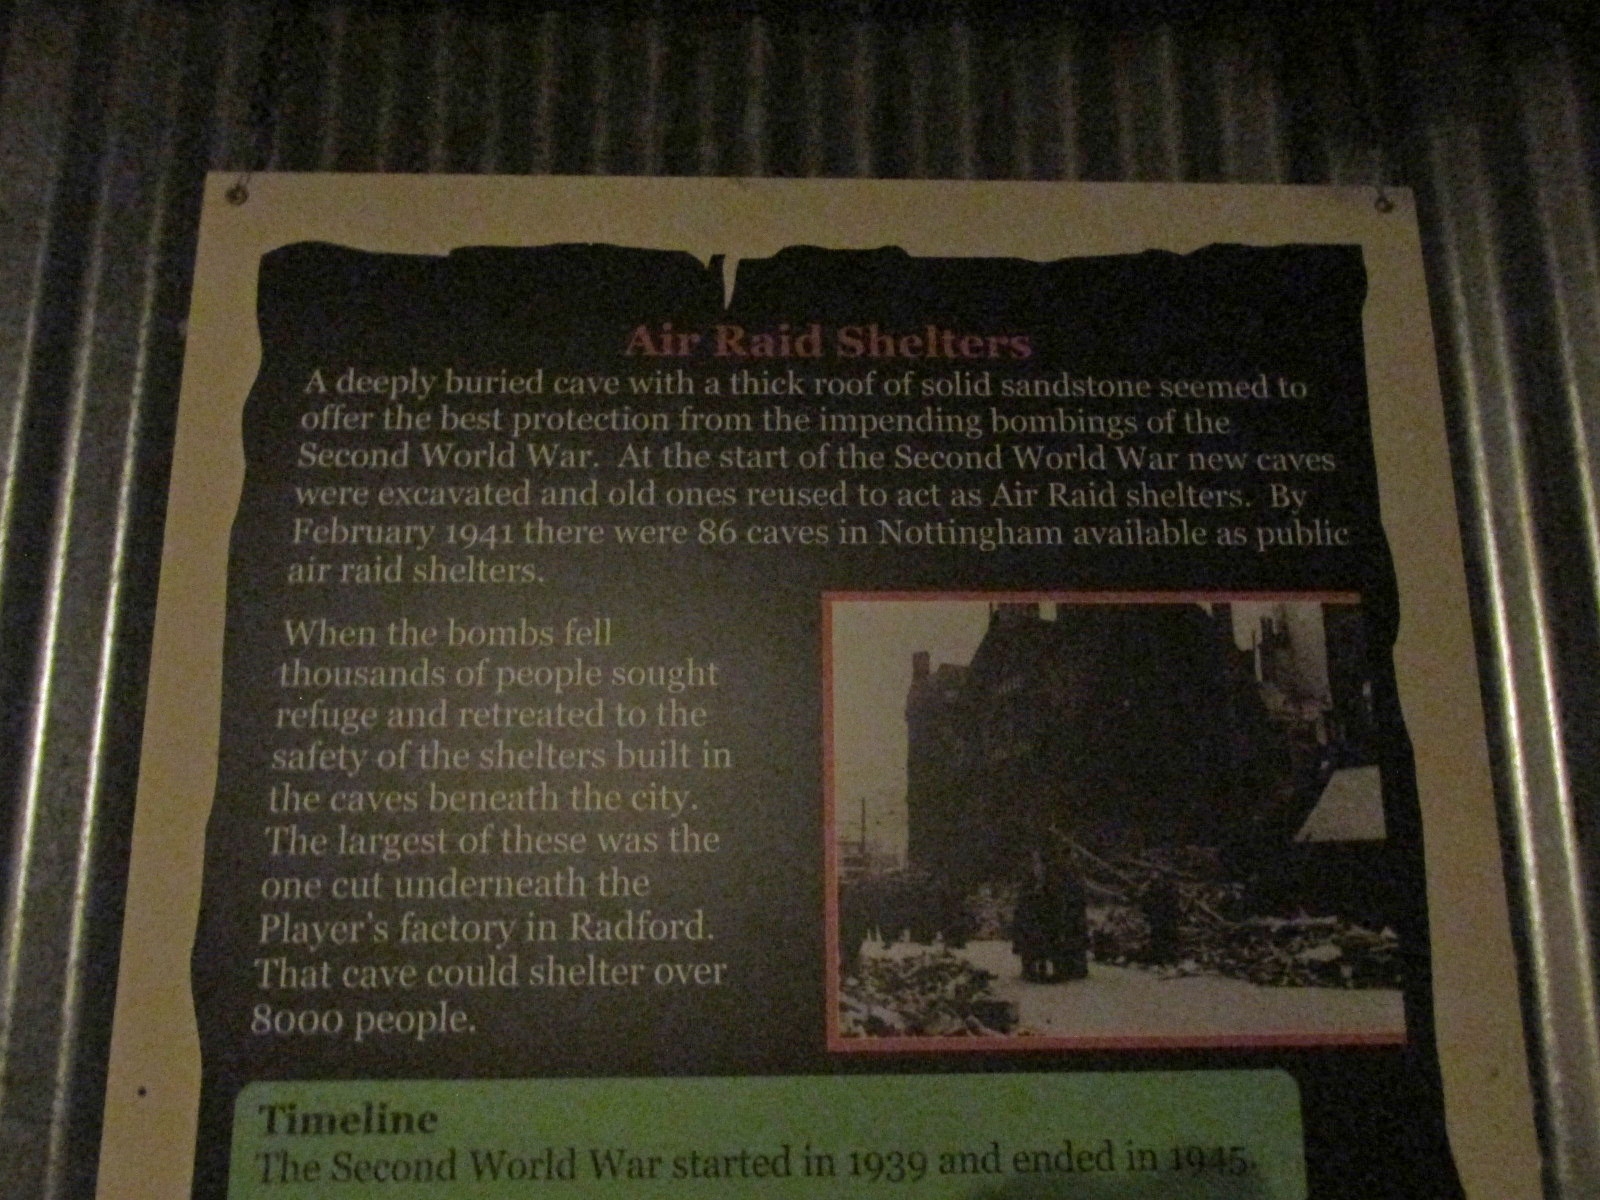 Air Raid Shelters
A deeply buried cave with a thick roof of solid sandstone seemed to
offer the best protection from the impending bombings of the
Second World War. At the start of the Second World War new caves
were excavated and old ones reused to act as Air Raid shelters. By
February 1941 there were 86 caves in Nottingham available as public
air raid shelters.
When the bombs fell
thousands of people sought
refuge and retreated to the
safety of the shelters built in
the caves beneath the city.
The largest of these was the
one cut underneath the
Player's factory in Radford.
That cave could shelter over
8000 people.
Timeline
The Second World War started in 1939 and ended in 1945.